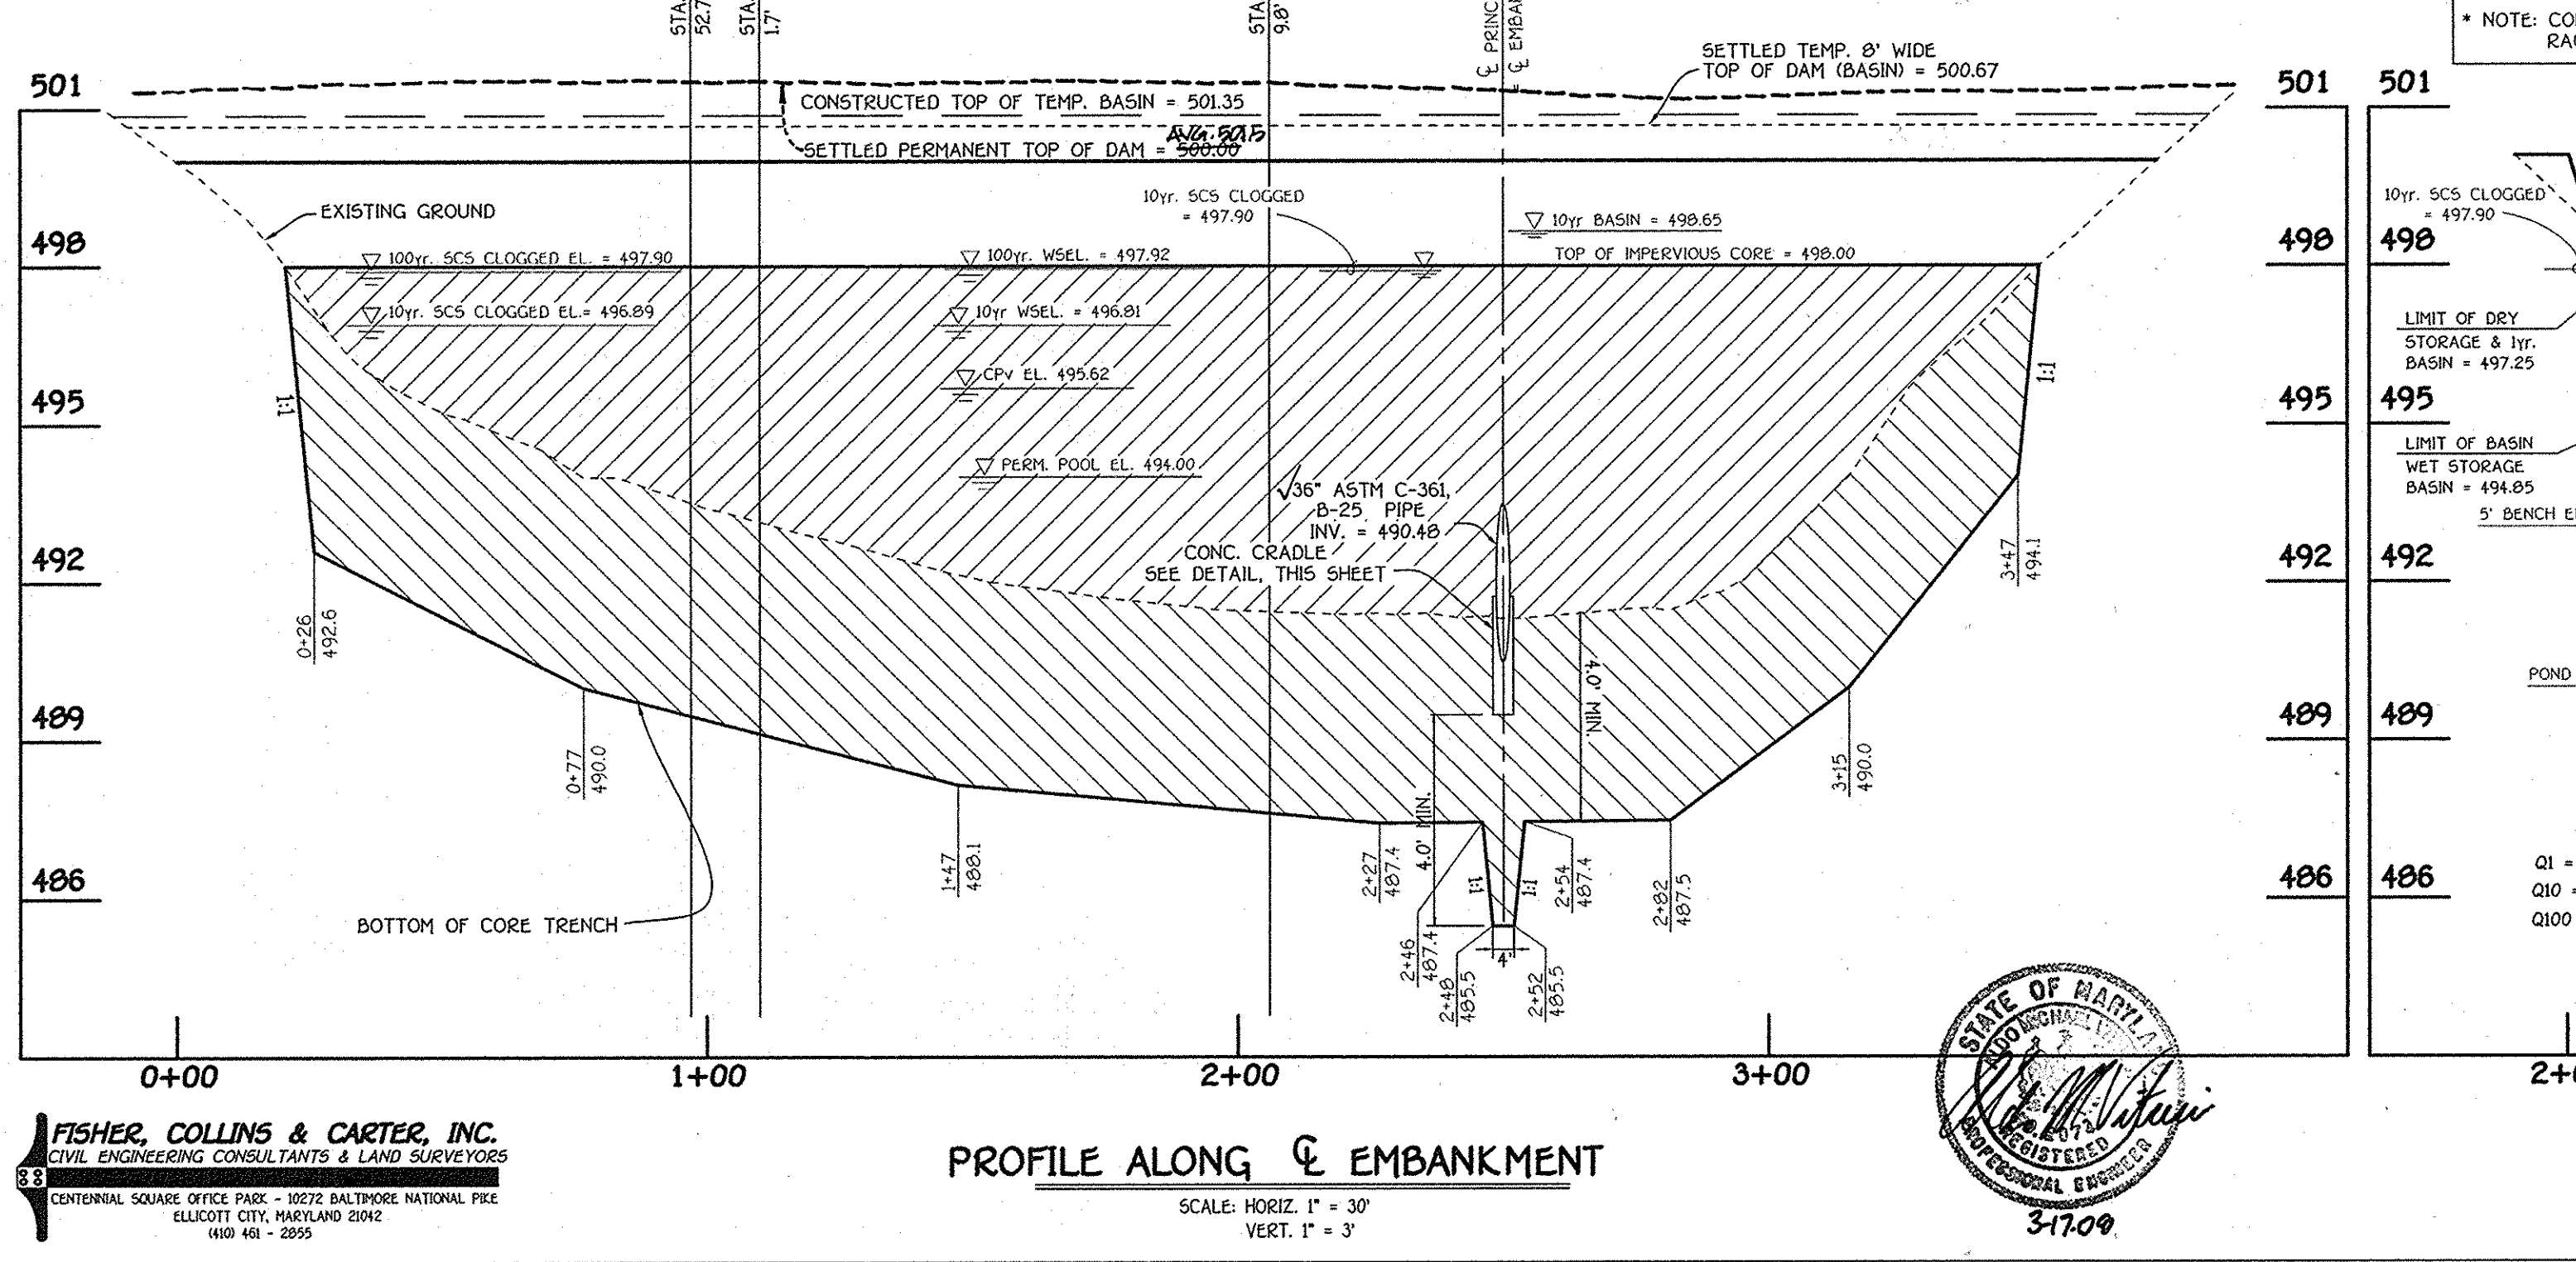 STA.
52.7
STA.
1.7'
STA.
9.8'
℄ PRINC
℄ EMBAN
* NOTE: CO
SETTLED TEMP. 8' WIDE
TOP OF DAM (BASIN) = 500.67
501
CONSTRUCTED TOP OF TEMP. BASIN = 501.35
AVG. 501.5
SETTLED PERMANENT TOP OF DAM = 500.00
501
501
EXISTING GROUND
10yr. SCS CLOGGED
= 497.90
10yr BASIN = 498.65
10yr. SCS CLOGGED
= 497.90
498
100yr. SCS CLOGGED EL. = 497.90
100yr. WSEL. = 497.92
TOP OF IMPERVIOUS CORE = 498.00
498
498
10yr. SCS CLOGGED EL.= 496.89
10yr WSEL. = 496.81
LIMIT OF DRY
STORAGE & 1yr.
BASIN = 497.25
CPv EL. 495.62
1:1
1:1
495
495
495
PERM. POOL EL. 494.00
LIMIT OF BASIN
WET STORAGE
BASIN = 494.85
√36" ASTM C-361,
B-25 PIPE
INV. = 490.48
5' BENCH E
CONC. CRADLE
SEE DETAIL, THIS SHEET
492
492
492
3+47
494.1
0+26
492.6
4.0' MIN.
POND
489
489
489
0+77
490.0
3+15
490.0
4.0' MIN.
1+47
488.1
2+27
487.4
1:1
1:1
2+54
487.4
2+82
487.5
486
486
486
Q1 =
Q10 =
Q100
BOTTOM OF CORE TRENCH
2+46
487.4
4'
2+48
485.5
2+52
485.5
0+00
1+00
2+00
3+00
STATE OF MARYLA
REGISTERED
PROFESSIONAL ENGINEER
3-17-08
FISHER, COLLINS & CARTER, INC.
CIVIL ENGINEERING CONSULTANTS & LAND SURVEYORS
CENTENNIAL SQUARE OFFICE PARK - 10272 BALTIMORE NATIONAL PIKE
ELLICOTT CITY, MARYLAND 21042
(410) 461 - 2855
PROFILE ALONG ℄ EMBANKMENT
SCALE: HORIZ. 1" = 30'
VERT. 1" = 3'